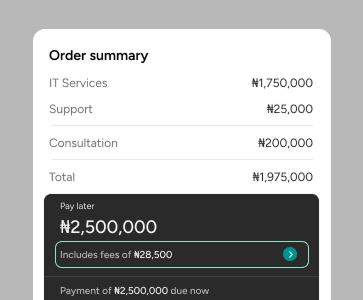 Order summary
IT Services ₦1,750,000
Support ₦25,000
Consultation ₦200,000
Total ₦1,975,000
Pay later
₦2,500,000
Includes fees of ₦28,500
Payment of ₦2,500,000 due now